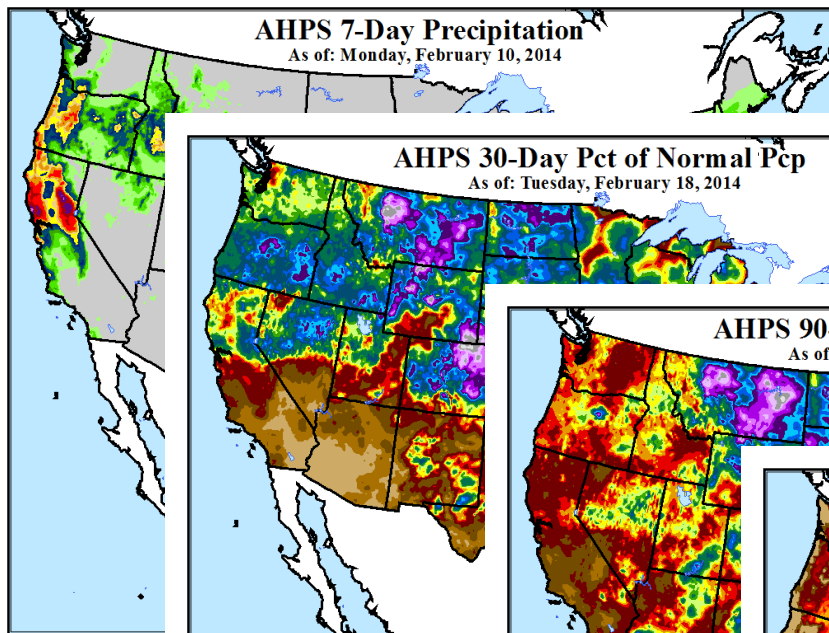 AHPS 7-Day Precipitation
As of: Monday, February 10, 2014
AHPS 30-Day Pct of Normal Pcp
As of: Tuesday, February 18, 2014
AHPS 90
As of